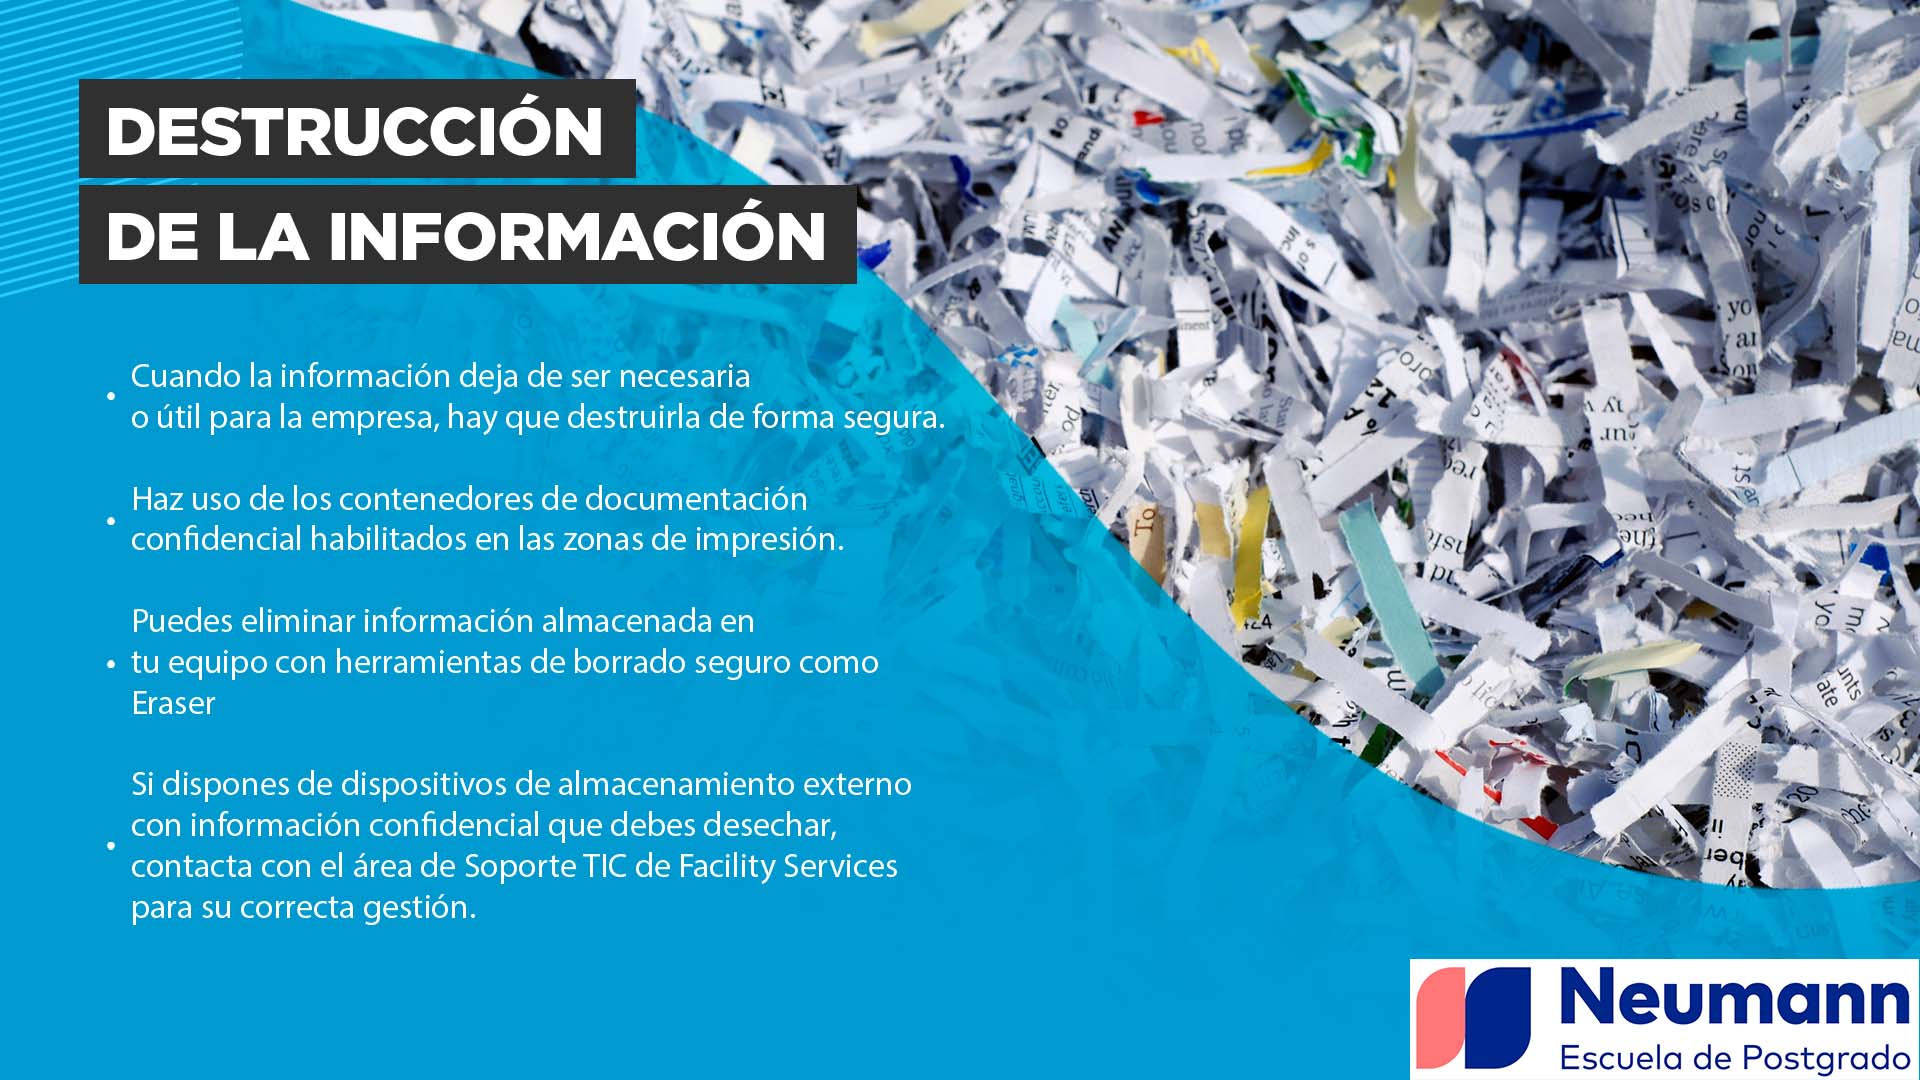 DESTRUCCIÓN
DE LA INFORMACIÓN
• Cuando la información deja de ser necesaria
o útil para la empresa, hay que destruirla de forma segura.
• Haz uso de los contenedores de documentación
confidencial habilitados en las zonas de impresión.
• Puedes eliminar información almacenada en
tu equipo con herramientas de borrado seguro como
Eraser
• Si dispones de dispositivos de almacenamiento externo
con información confidencial que debes desechar,
contacta con el área de Soporte TIC de Facility Services
para su correcta gestión.
Neumann
Escuela de Postgrado